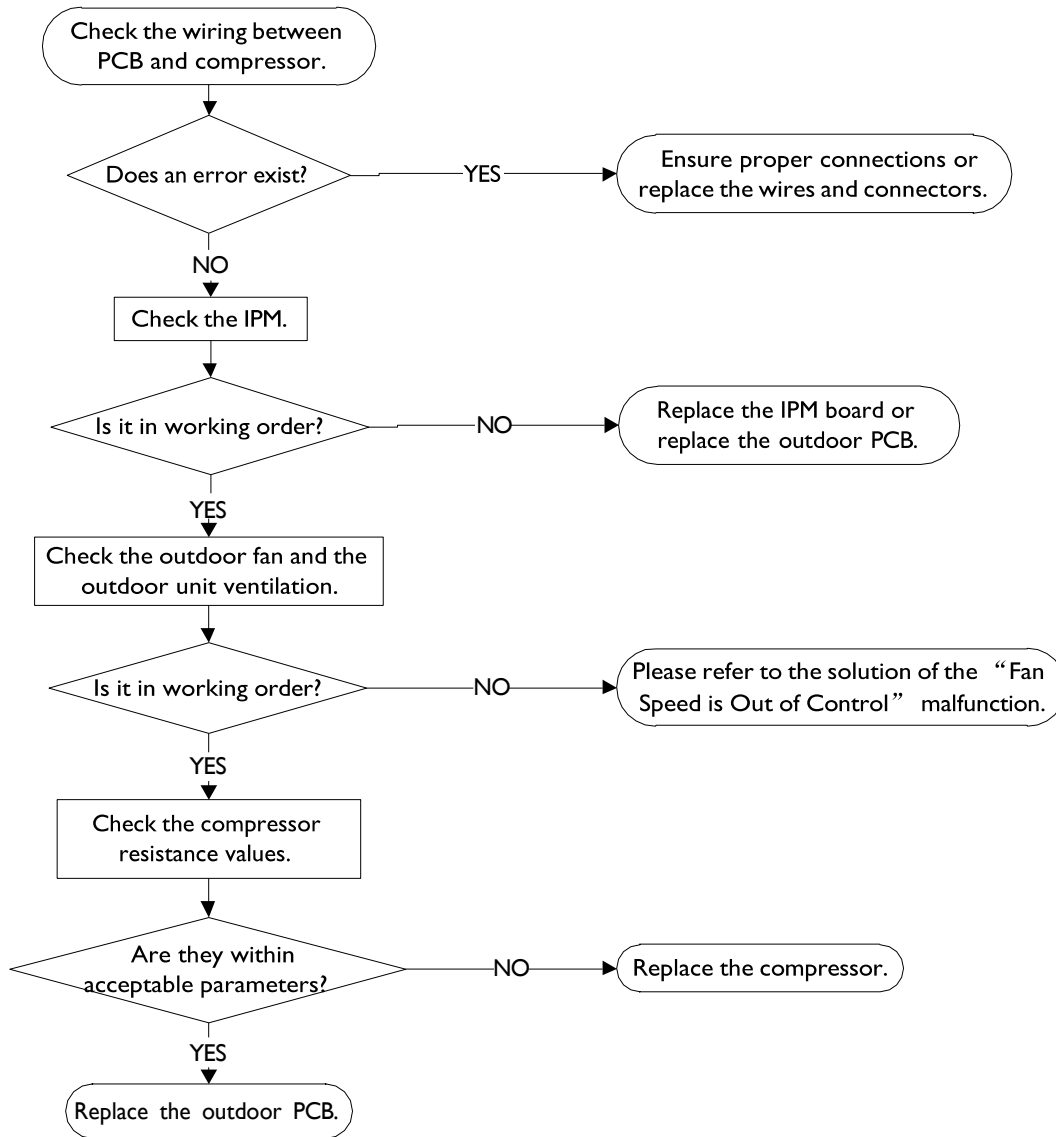 Check the wiring between
PCB and compressor.
Does an error exist?
YES
Ensure proper connections or
replace the wires and connectors.
NO
Check the IPM.
Is it in working order?
NO
Replace the IPM board or
replace the outdoor PCB.
YES
Check the outdoor fan and the
outdoor unit ventilation.
Is it in working order?
NO
Please refer to the solution of the “Fan
Speed is Out of Control” malfunction.
YES
Check the compressor
resistance values.
Are they within
acceptable parameters?
NO
Replace the compressor.
YES
Replace the outdoor PCB.